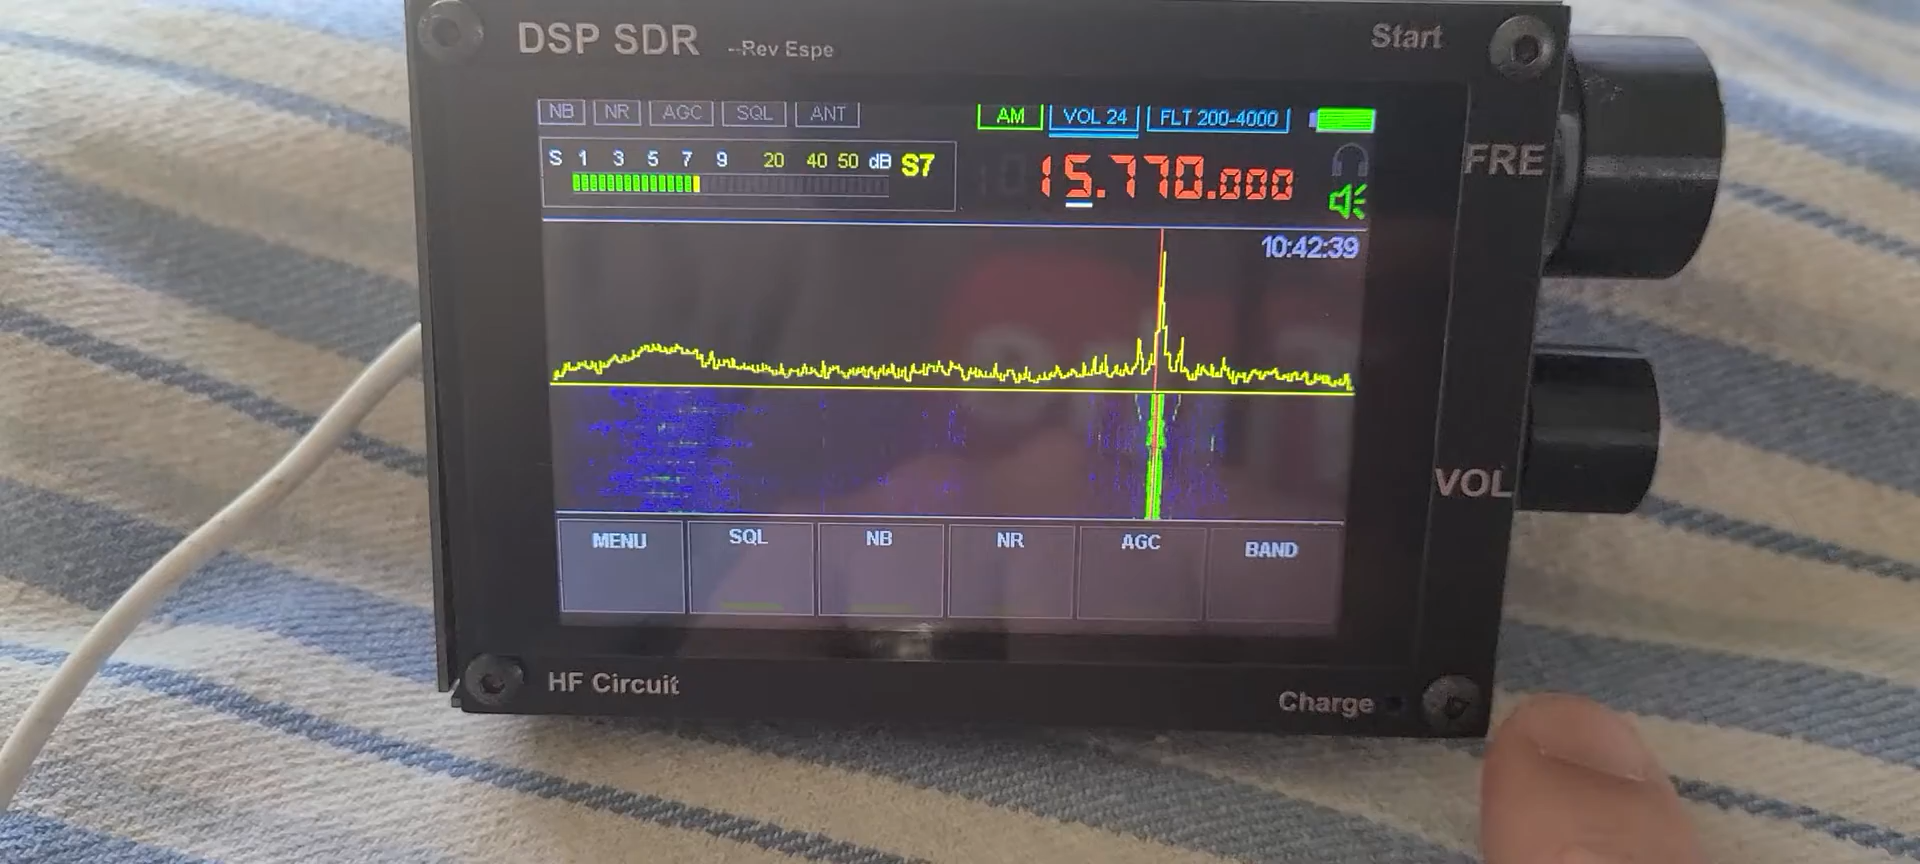 DSP SDR --Rev Espe Start
NB NR AGC SQL ANT AM VOL 24 FLT 200-4000
S 1 3 5 7 9 20 40 50 dB S7 15.770.000
FRE
10:42:39
VOL
MENU SQL NB NR AGC BAND
HF Circuit Charge